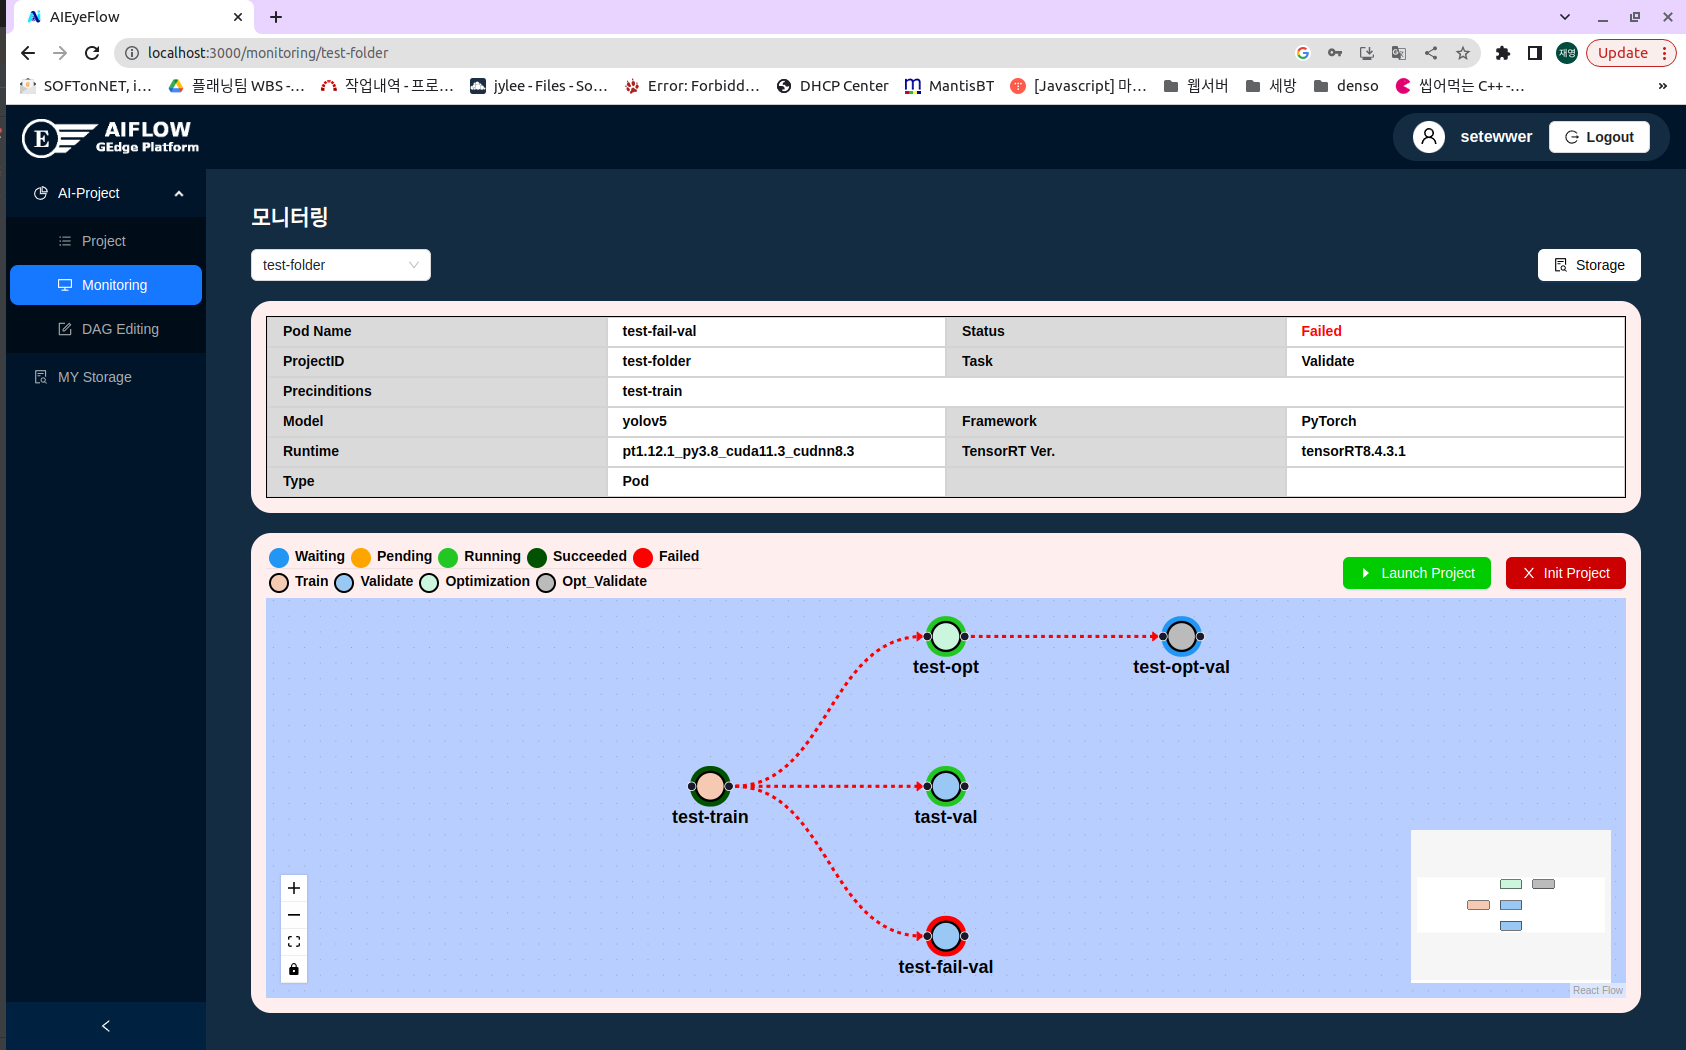 AIEyeFlow
localhost:3000/monitoring/test-folder
재영
Update
SOFTonNET, i...
플래닝팀 WBS -...
작업내역 - 프로...
jylee - Files - So...
Error: Forbidd...
DHCP Center
MantisBT
[Javascript] 마...
웹서버
세방
denso
씹어먹는 C++ -...
»
E
AIFLOW
GEdge Platform
setewwer
Logout
AI-Project
Project
Monitoring
DAG Editing
MY Storage
모니터링
test-folder
Storage
Pod Name test-fail-val Status Failed
ProjectID test-folder Task Validate
Precinditions test-train
Model yolov5 Framework PyTorch
Runtime pt1.12.1_py3.8_cuda11.3_cudnn8.3 TensorRT Ver. tensorRT8.4.3.1
Type Pod
Waiting Pending Running Succeeded Failed
Train Validate Optimization Opt_Validate
Launch Project
Init Project
test-opt
test-opt-val
test-train
tast-val
test-fail-val
React Flow